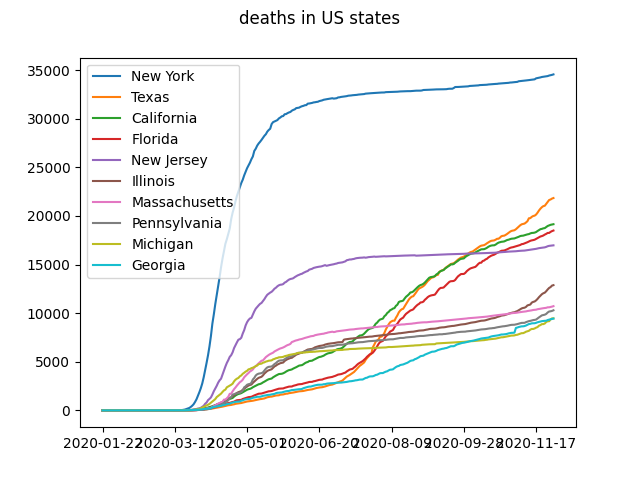 deaths in US states
35000
30000
25000
20000
15000
10000
5000
0
New York
Texas
California
Florida
New Jersey
Illinois
Massachusetts
Pennsylvania
Michigan
Georgia
2020-01-22 2020-03-12 2020-05-01 2020-06-20 2020-08-09 2020-09-28 2020-11-17